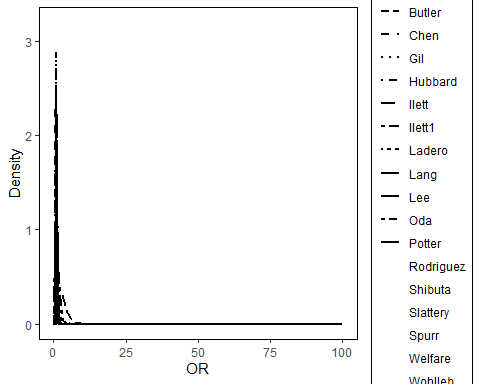 Butler
Chen
Gil
Hubbard
Ilett
Ilett1
Ladero
Lang
Lee
Oda
Potter
Rodriguez
Shibuta
Slattery
Spurr
Welfare
Wohlleb
3
2
1
0
Density
0 25 50 75 100
OR